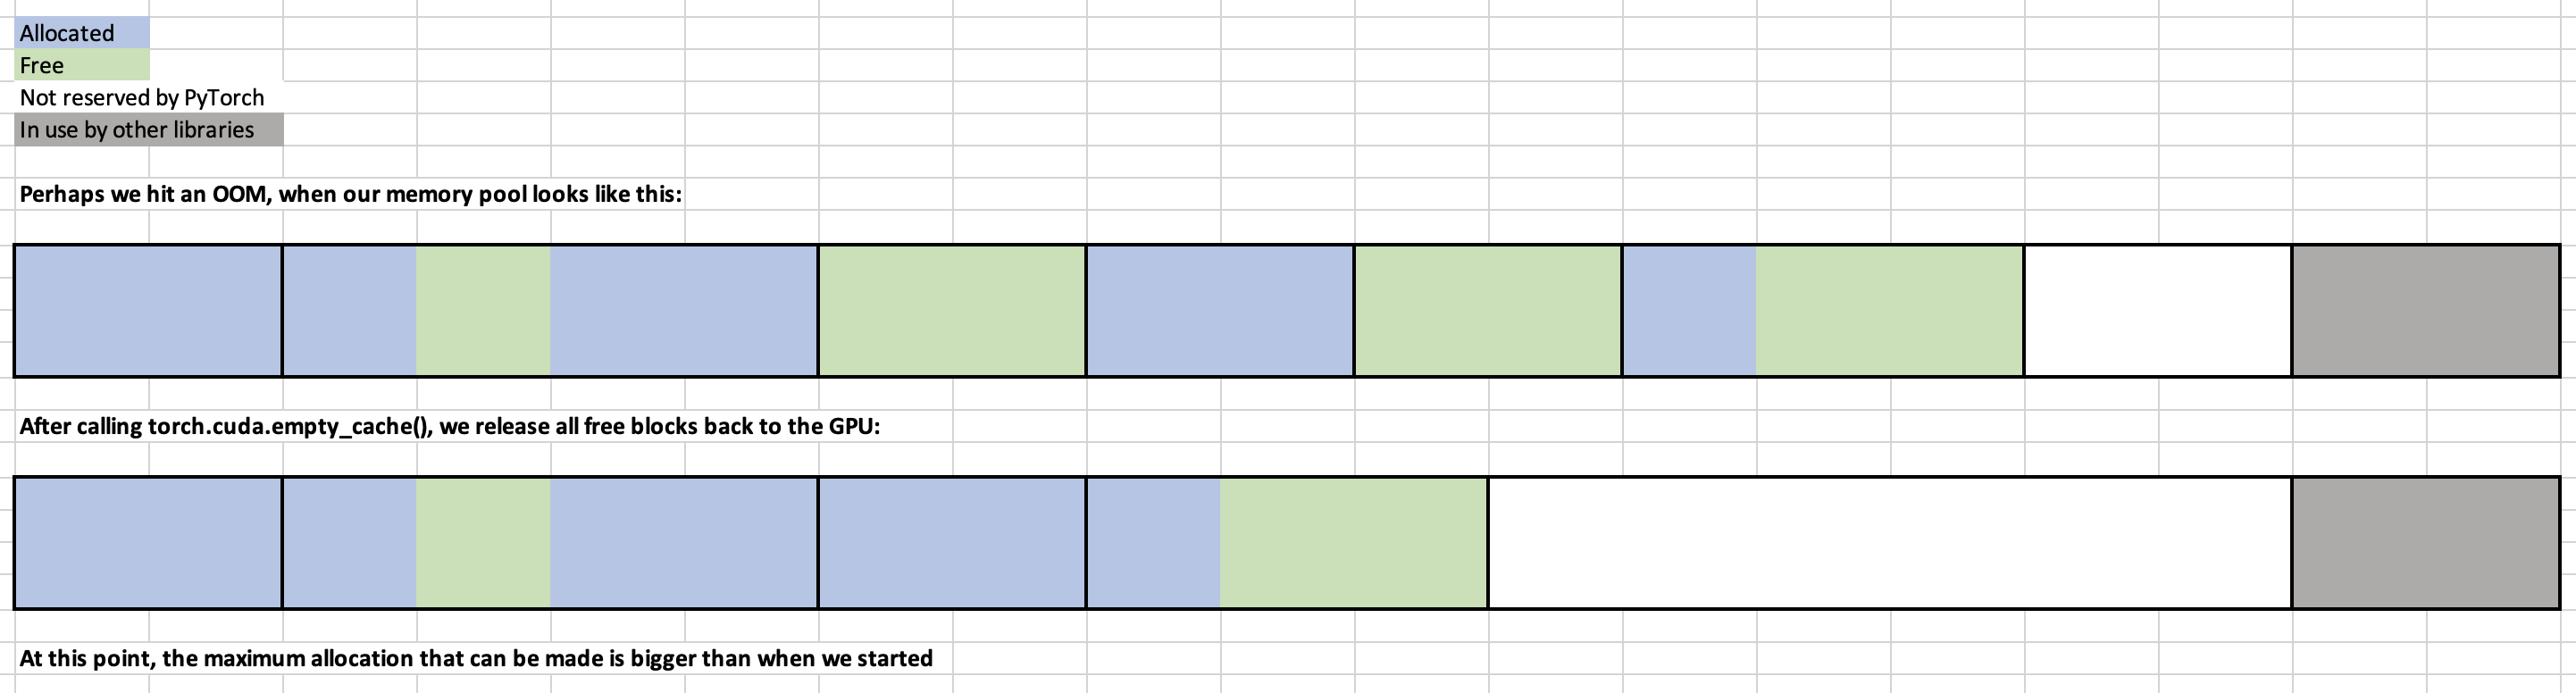 Allocated
Free
Not reserved by PyTorch
In use by other libraries
Perhaps we hit an OOM, when our memory pool looks like this:
After calling torch.cuda.empty_cache(), we release all free blocks back to the GPU:
At this point, the maximum allocation that can be made is bigger than when we started